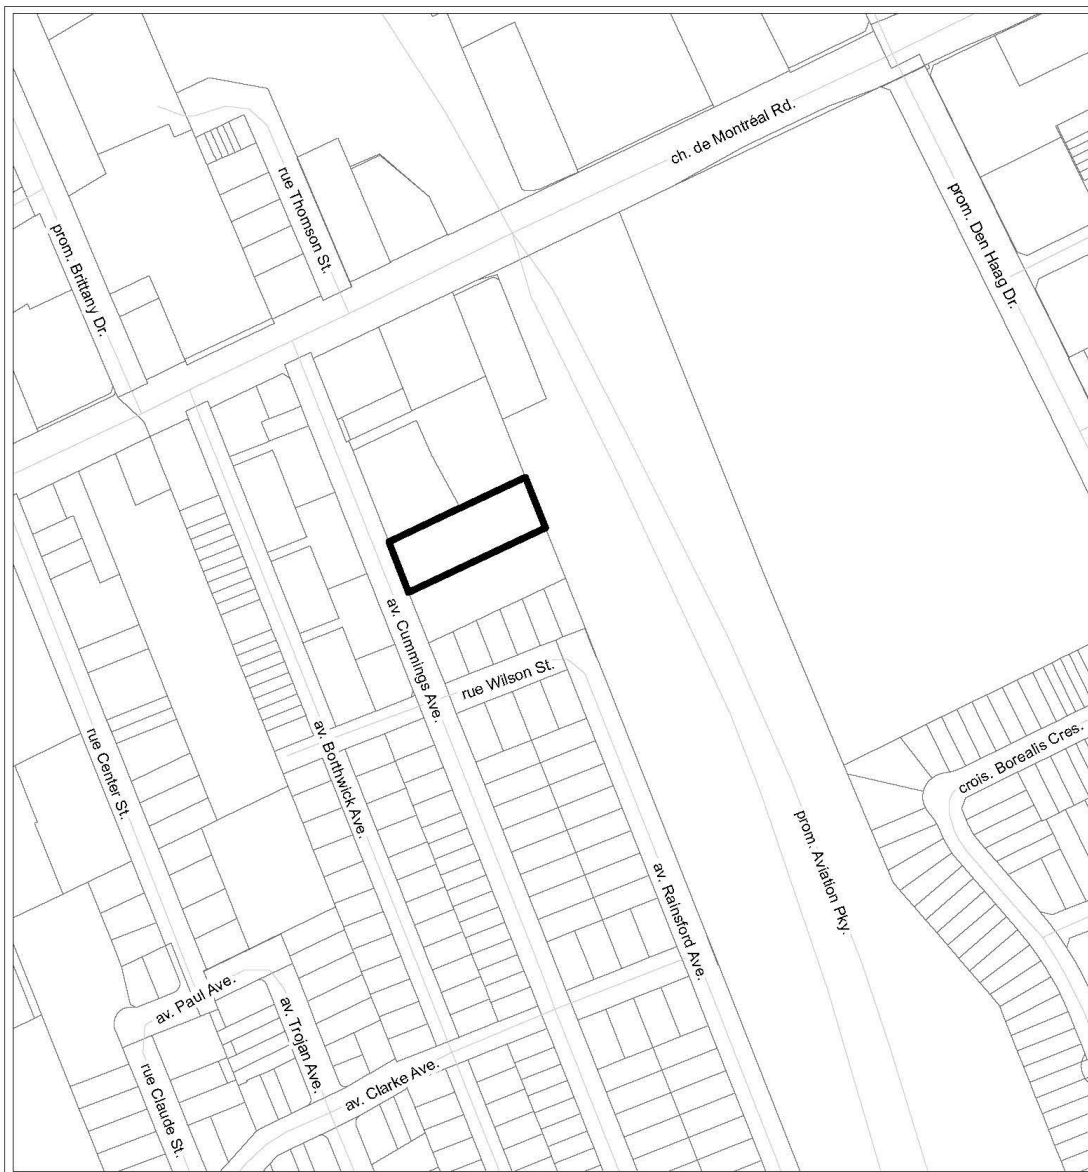 ch. de Montréal Rd.
rue Thomson St.
prom. Den Haag Dr.
prom. Brittany Dr.
av. Cummings Ave.
rue Wilson St.
rue Center St.
av. Borthwick Ave.
crois. Borealis Cres.
prom. Aviation Pky.
av. Rainsford Ave.
av. Paul Ave.
av. Trojan Ave.
av. Clarke Ave.
rue Claude St.